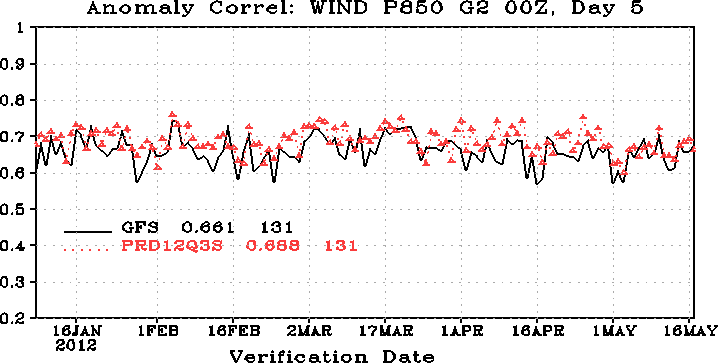 Anomaly Correl: WIND P850 G2 00Z, Day 5
1
0.9
0.8
0.7
0.6
0.5
0.4
0.3
0.2
GFS 0.661 131
PRD12Q3S 0.688 131
16JAN 1FEB 16FEB 2MAR 17MAR 1APR 16APR 1MAY 16MAY
2012
Verification Date